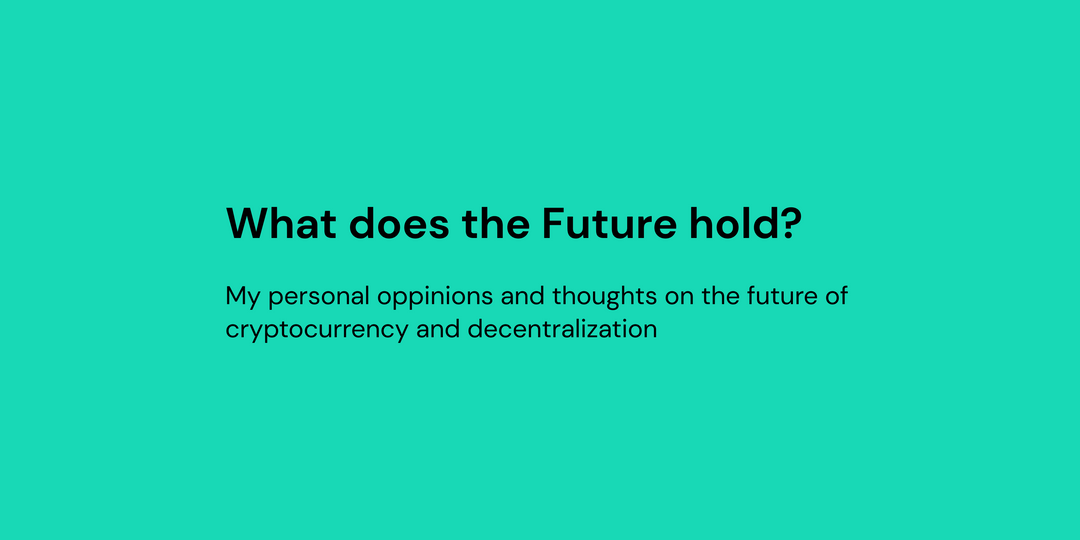 What does the Future hold?
My personal oppinions and thoughts on the future of
cryptocurrency and decentralization